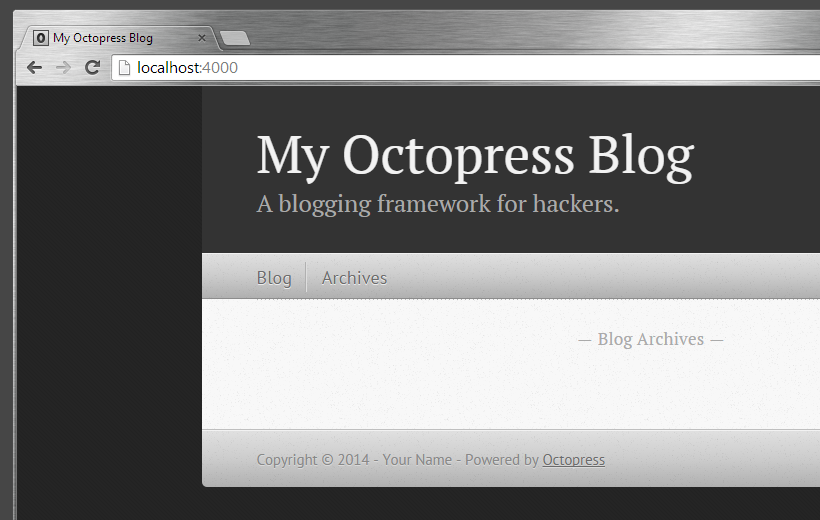 My Octopress Blog
localhost:4000
My Octopress Blog
A blogging framework for hackers.
Blog Archives
— Blog Archives —
Copyright © 2014 - Your Name - Powered by Octopress